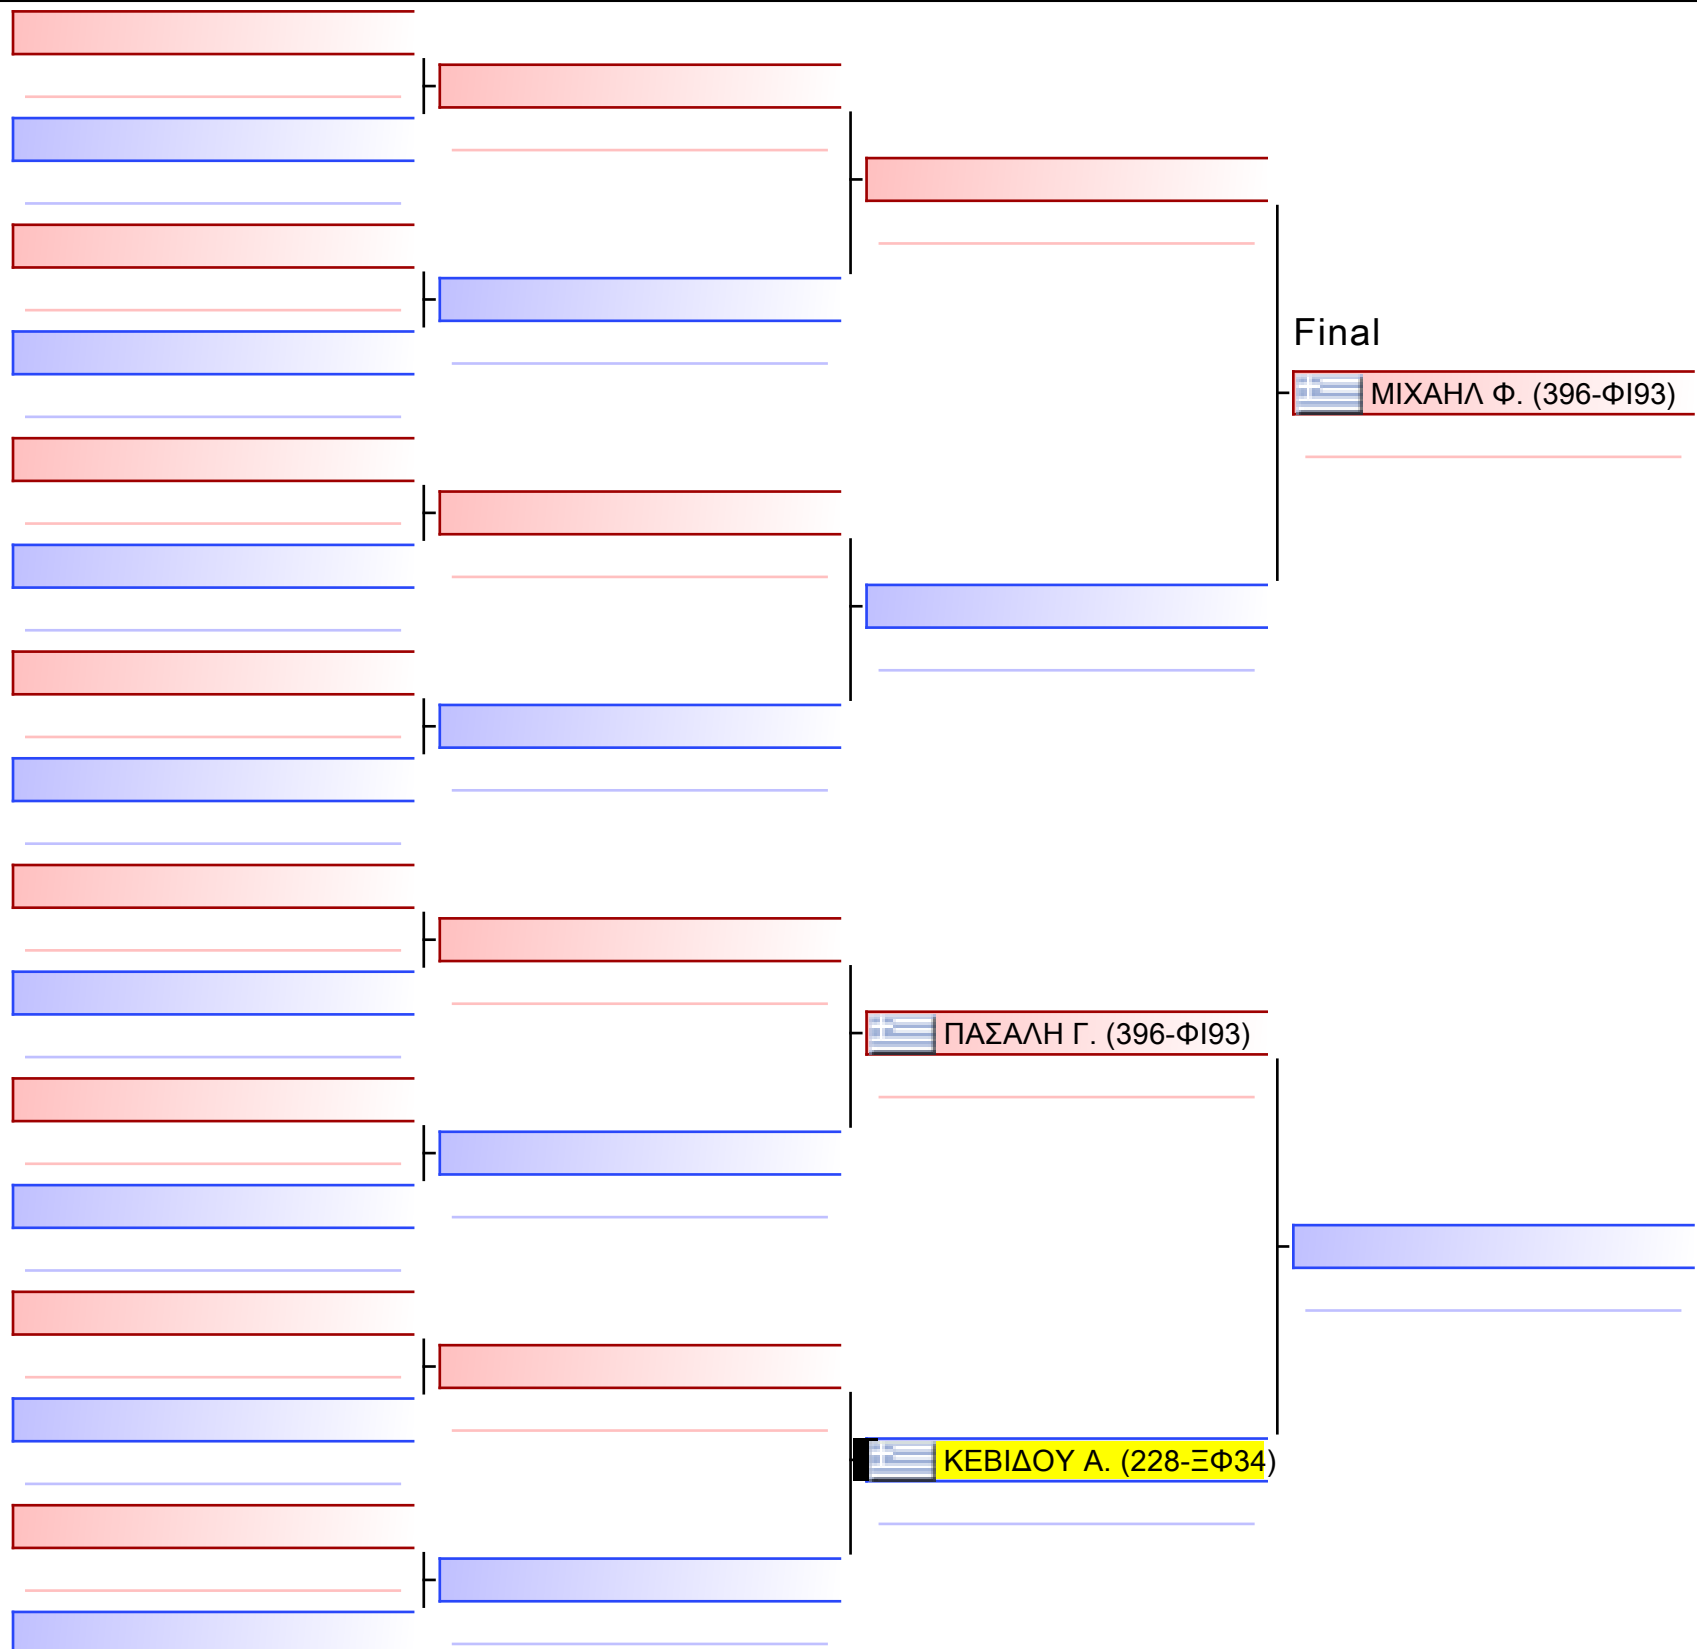 Final
ΜΙΧΑΗΛ Φ. (396-ΦΙ93)
ΠΑΣΑΛΗ Γ. (396-ΦΙ93)
ΚΕΒΙΔΟΥ Α. (228-ΞΦ34)